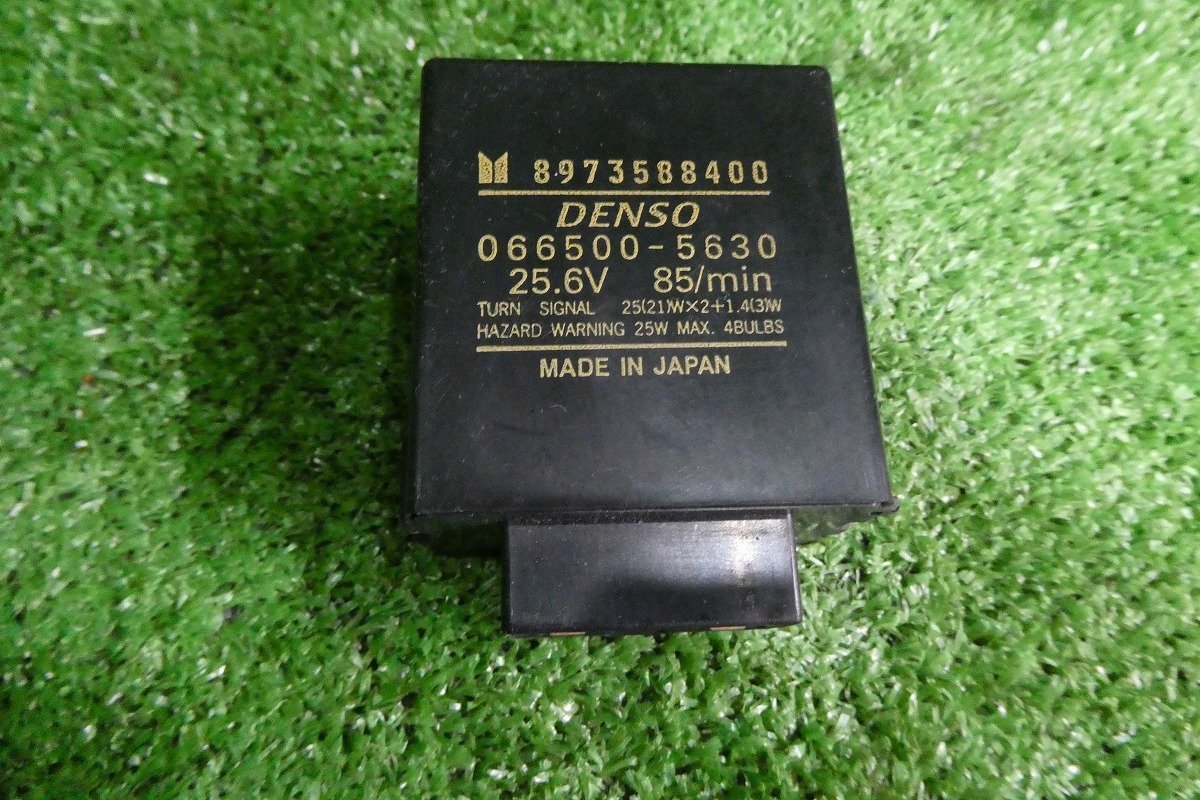 8973588400
DENSO
066500-5630
25.6V 85/min
TURN SIGNAL 25(21)W×2+1.4(3)W
HAZARD WARNING 25W MAX. 4BULBS
MADE IN JAPAN